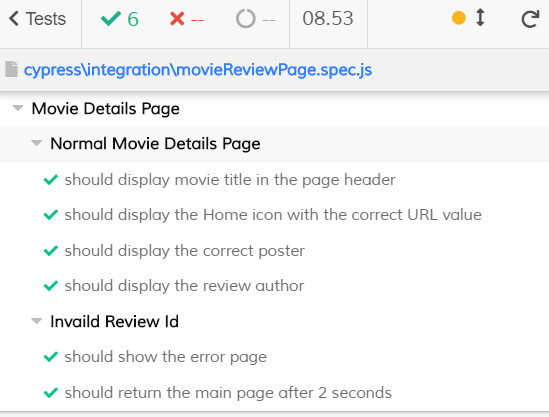 Tests 6 -- -- 08.53
cypress\integration\movieReviewPage.spec.js
Movie Details Page
Normal Movie Details Page
should display movie title in the page header
should display the Home icon with the correct URL value
should display the correct poster
should display the review author
Invaild Review Id
should show the error page
should return the main page after 2 seconds